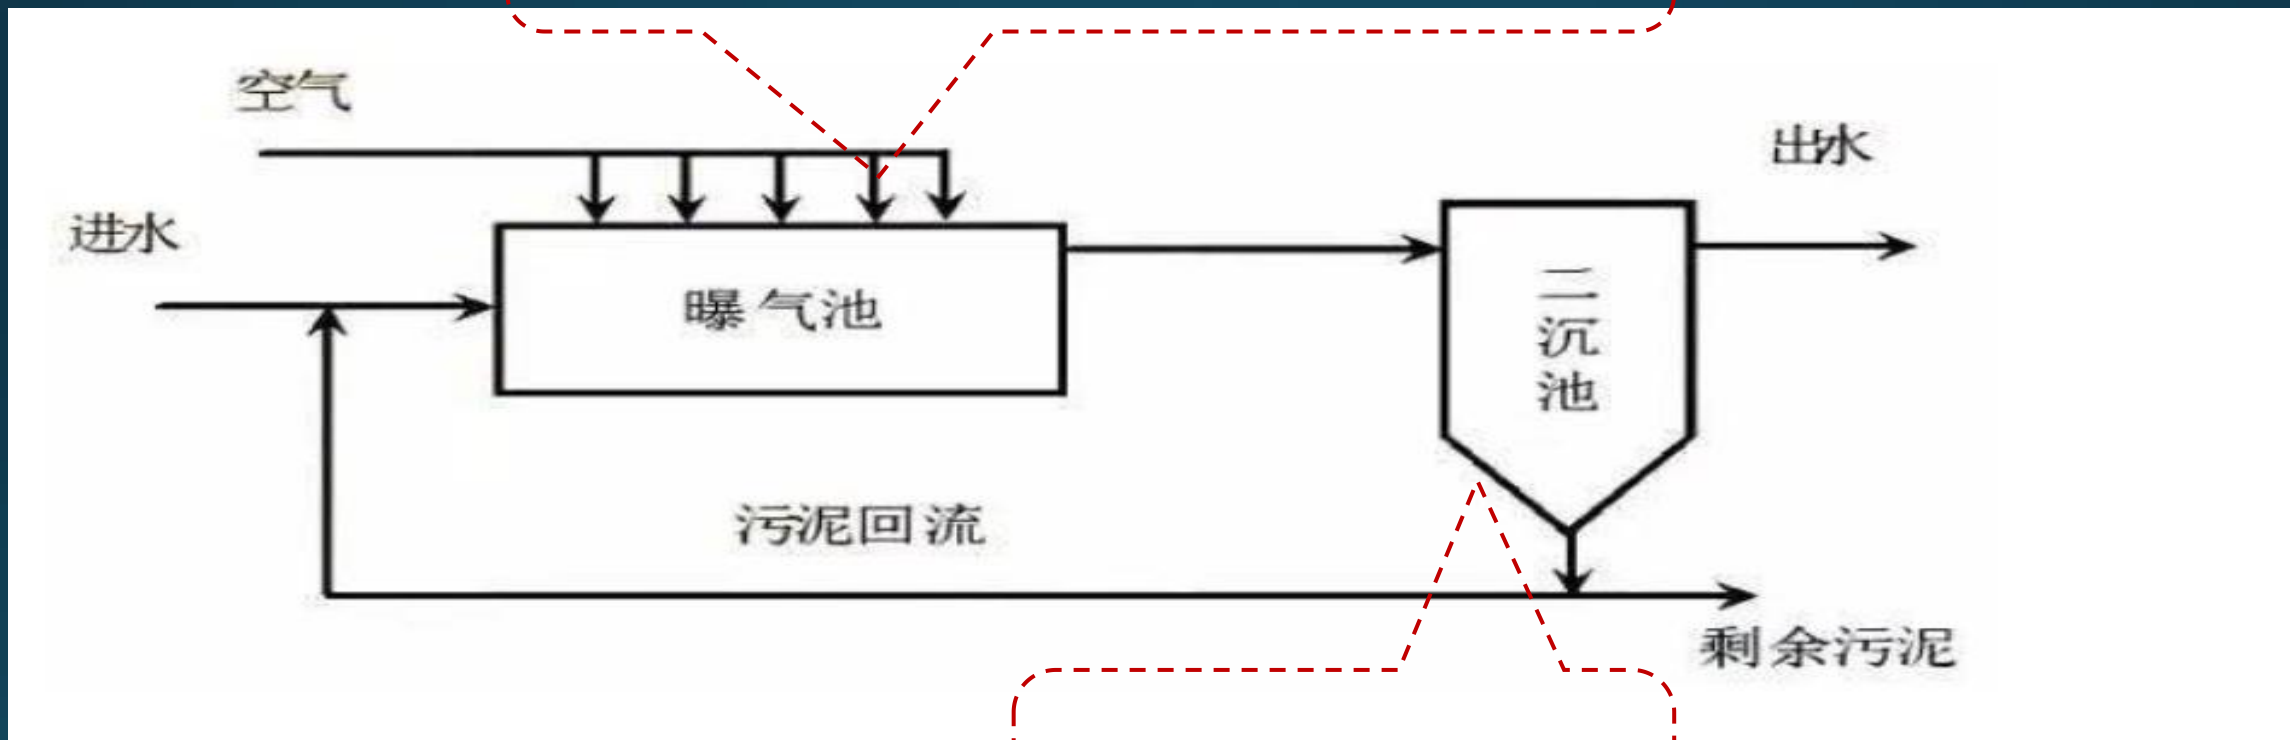 空气
出水
进水
曝气池
二沉池
污泥回流
剩余污泥